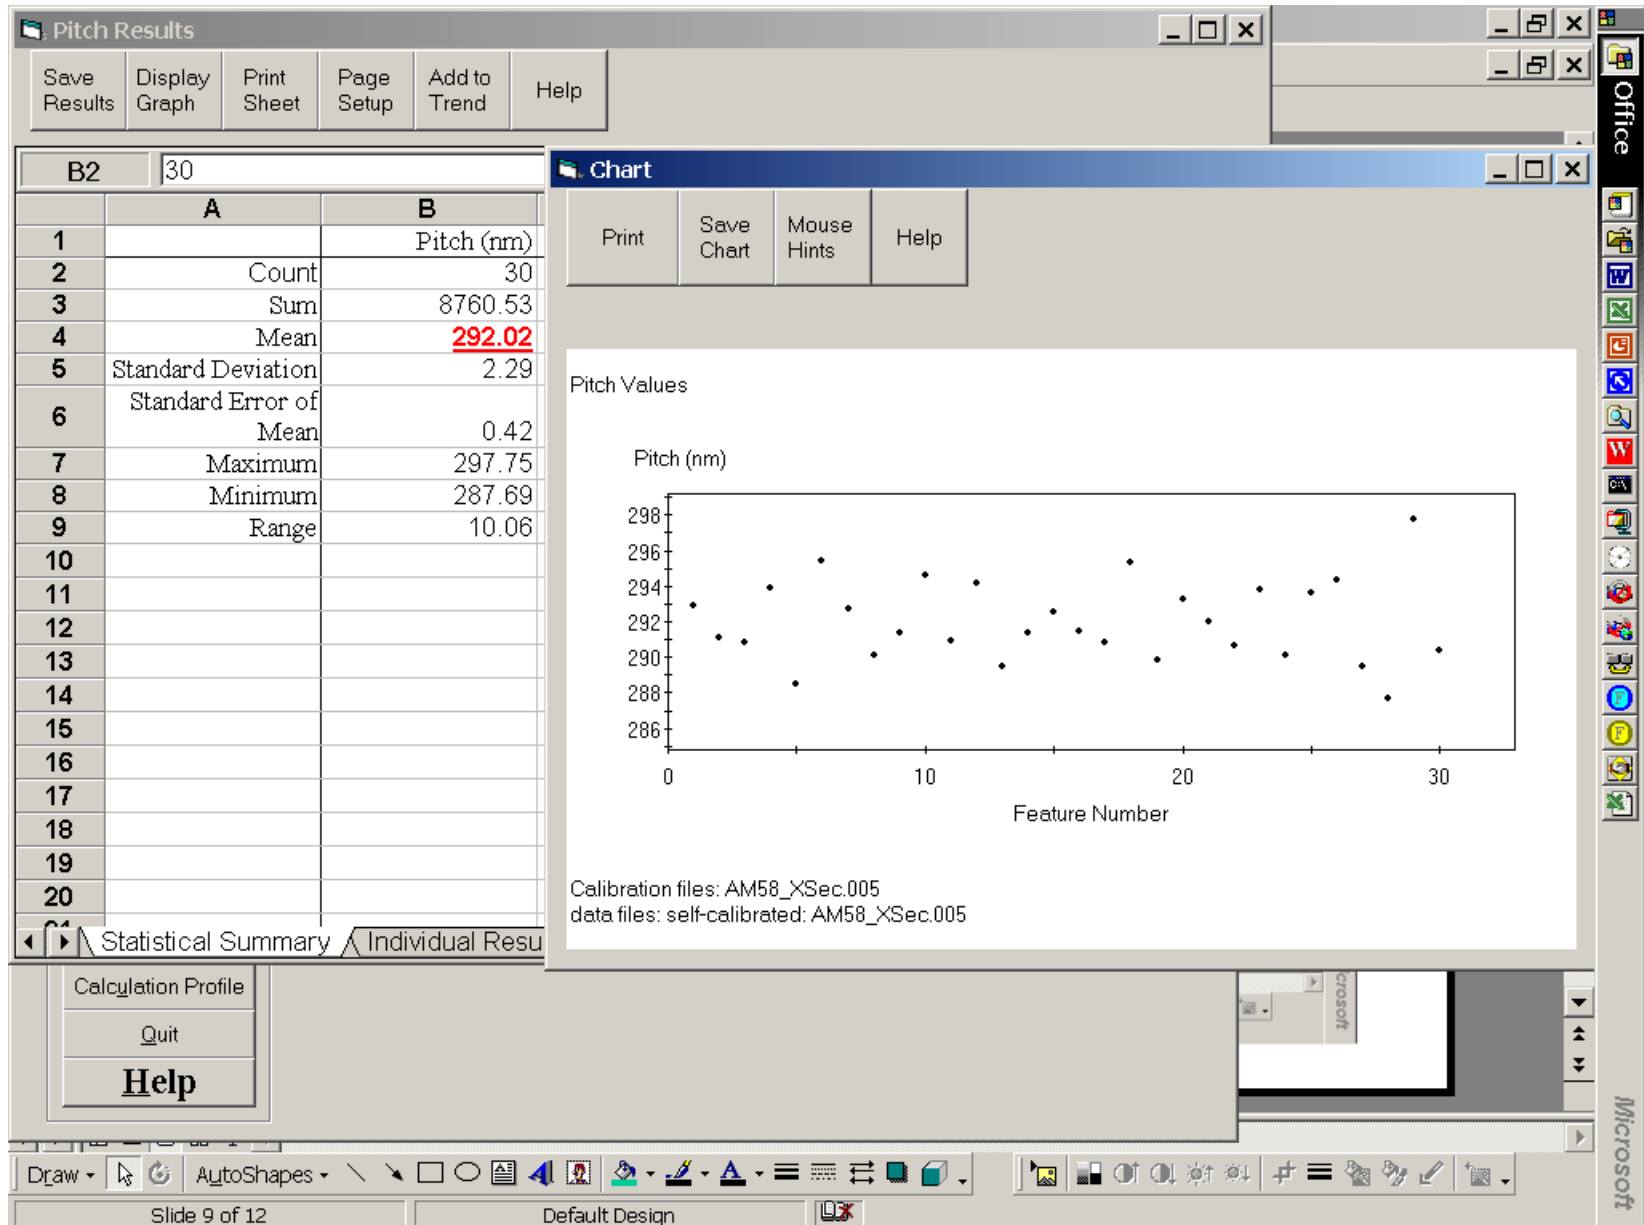 Pitch Results
Save Results
Display Graph
Print Sheet
Page Setup
Add to Trend
Help
B2 30
A B
1 Pitch (nm)
2 Count 30
3 Sum 8760.53
4 Mean 292.02
5 Standard Deviation 2.29
6 Standard Error of Mean 0.42
7 Maximum 297.75
8 Minimum 287.69
9 Range 10.06
10
11
12
13
14
15
16
17
18
19
20
Statistical Summary Individual Resu
Chart
Print
Save Chart
Mouse Hints
Help
Pitch Values
Pitch (nm)
298
296
294
292
290
288
286
0 10 20 30
Feature Number
Calibration files: AM58_XSec.005
data files: self-calibrated: AM58_XSec.005
Calculation Profile
Quit
Help
Office
Microsoft
crosoft
Draw AutoShapes
Slide 9 of 12 Default Design